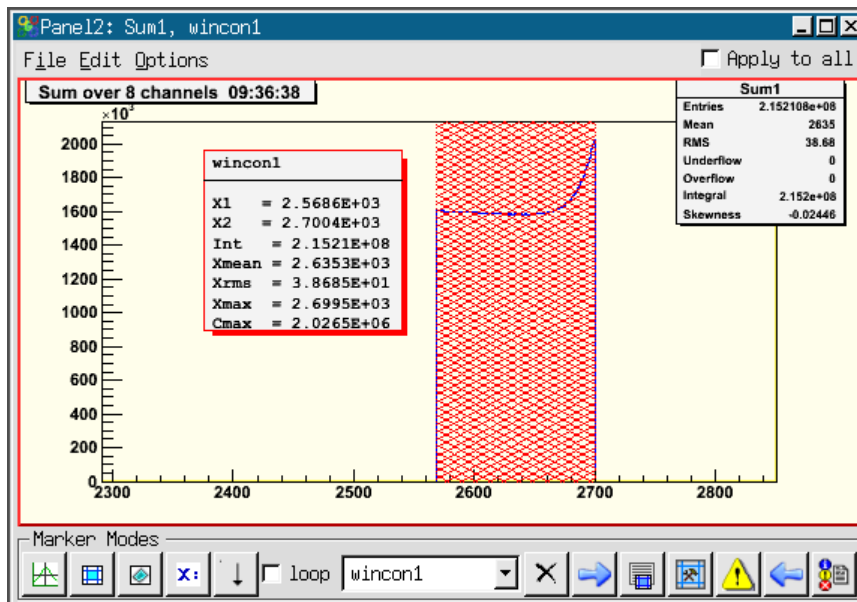 Panel2: Sum1, wincon1
File Edit Options
Apply to all
Sum over 8 channels 09:36:38
×10³
Sum1
Entries 2.152108e+08
Mean 2635
RMS 38.68
Underflow 0
Overflow 0
Integral 2.152e+08
Skewness -0.02446
wincon1
X1 = 2.5686E+03
X2 = 2.7004E+03
Int = 2.1521E+08
Xmean = 2.6353E+03
Xrms = 3.8685E+01
Xmax = 2.6995E+03
Cmax = 2.0265E+06
2000
1800
1600
1400
1200
1000
800
600
400
200
0
2300 2400 2500 2600 2700 2800
Marker Modes
X: loop wincon1